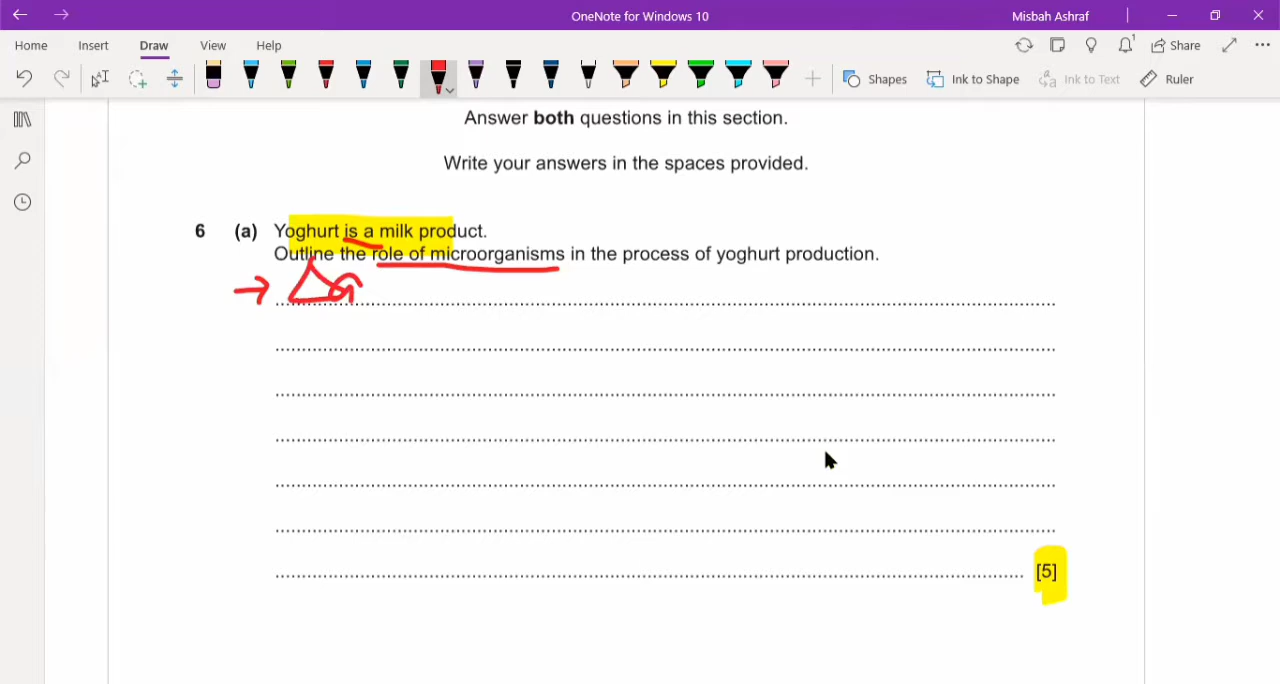 OneNote for Windows 10
Misbah Ashraf
Home Insert Draw View Help
Share
Shapes Ink to Shape Ink to Text Ruler
Answer both questions in this section.
Write your answers in the spaces provided.
6 (a) Yoghurt is a milk product.
Outline the role of microorganisms in the process of yoghurt production.
[5]